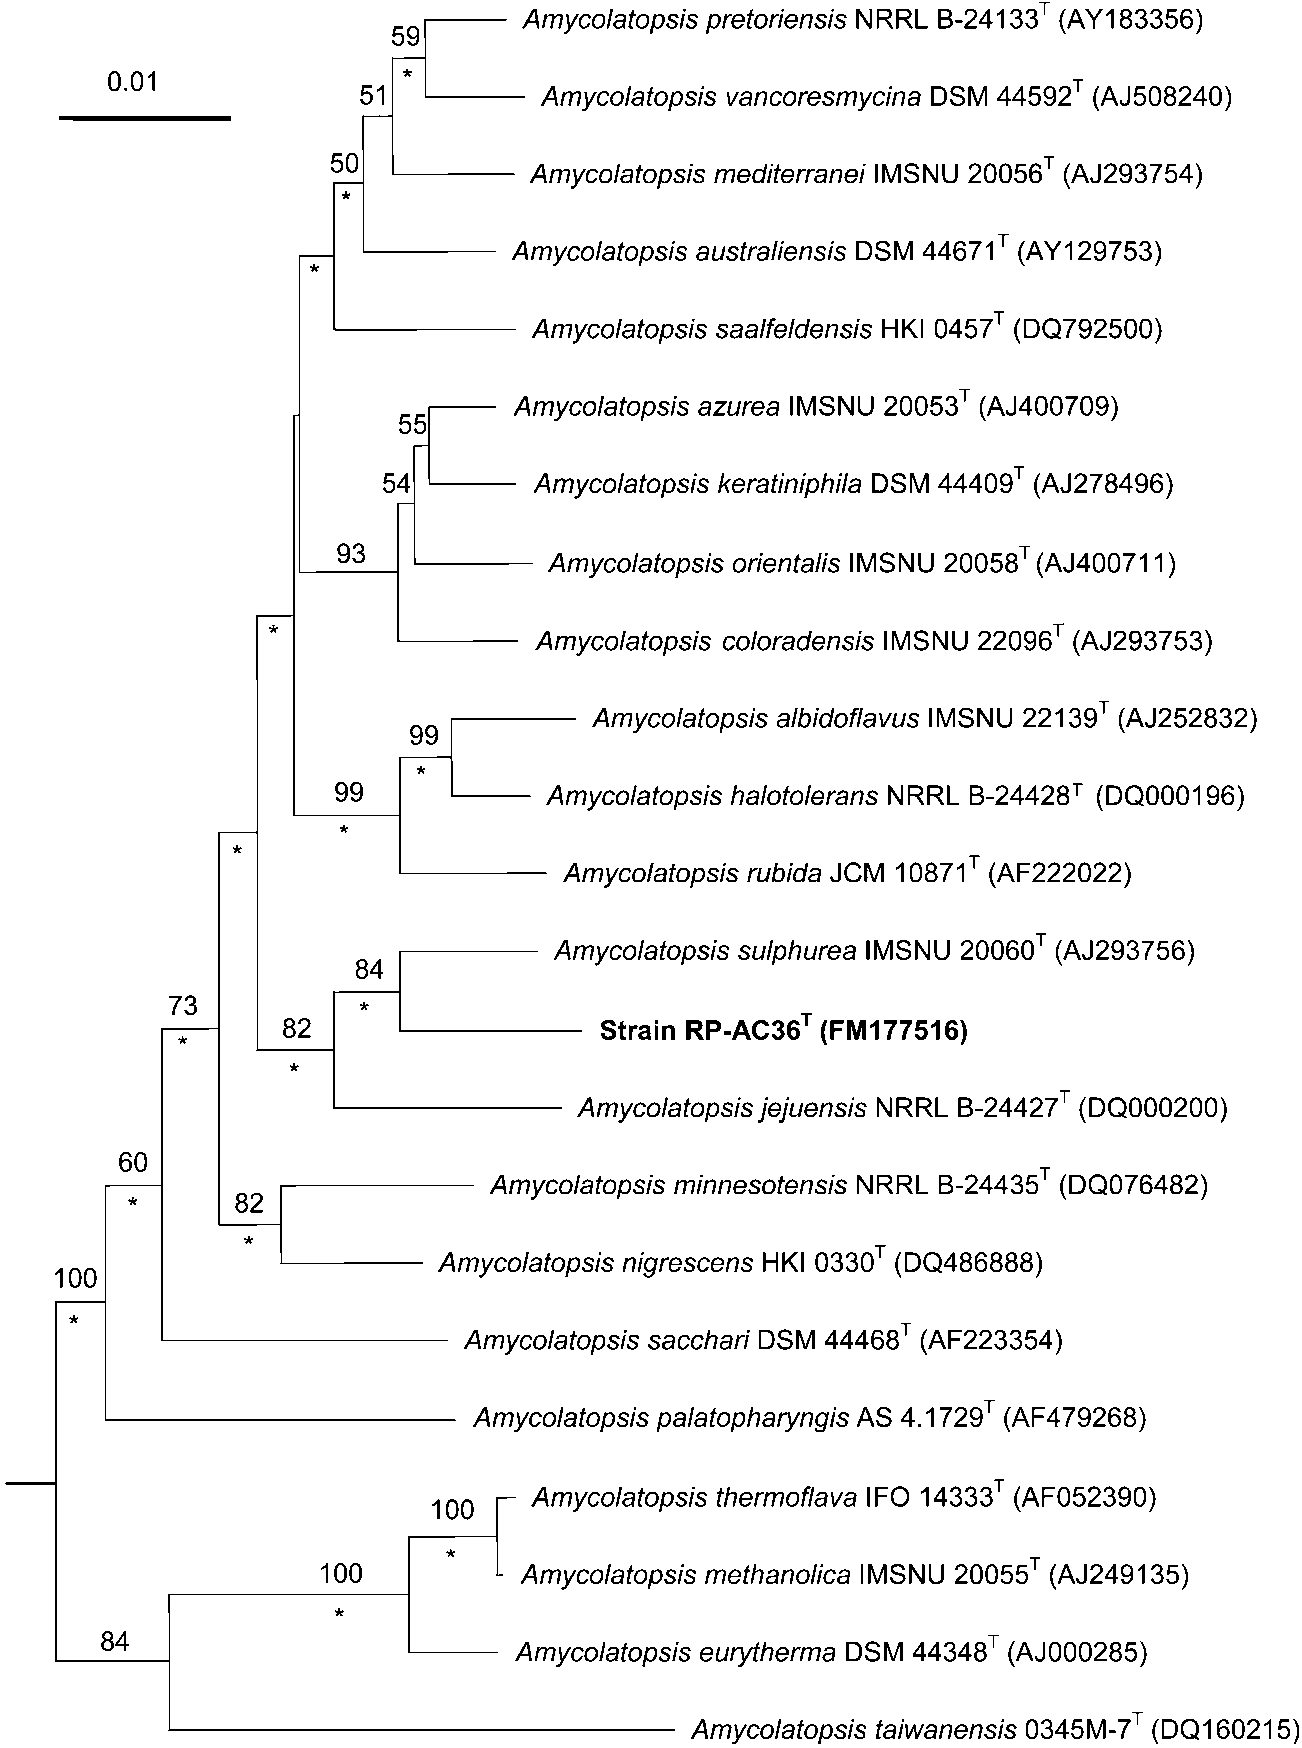 Amycolatopsis pretoriensis NRRL B-24133ᵀ (AY183356)
59
*
0.01
51
Amycolatopsis vancoresmycina DSM 44592ᵀ (AJ508240)
50
*
Amycolatopsis mediterranei IMSNU 20056ᵀ (AJ293754)
*
Amycolatopsis australiensis DSM 44671ᵀ (AY129753)
Amycolatopsis saalfeldensis HKI 0457ᵀ (DQ792500)
Amycolatopsis azurea IMSNU 20053ᵀ (AJ400709)
55
54
Amycolatopsis keratiniphila DSM 44409ᵀ (AJ278496)
93
Amycolatopsis orientalis IMSNU 20058ᵀ (AJ400711)
*
Amycolatopsis coloradensis IMSNU 22096ᵀ (AJ293753)
Amycolatopsis albidoflavus IMSNU 22139ᵀ (AJ252832)
99
*
99
*
Amycolatopsis halotolerans NRRL B-24428ᵀ (DQ000196)
*
Amycolatopsis rubida JCM 10871ᵀ (AF222022)
Amycolatopsis sulphurea IMSNU 20060ᵀ (AJ293756)
84
*
73
*
82
*
Strain RP-AC36ᵀ (FM177516)
Amycolatopsis jejuensis NRRL B-24427ᵀ (DQ000200)
60
*
Amycolatopsis minnesotensis NRRL B-24435ᵀ (DQ076482)
82
*
Amycolatopsis nigrescens HKI 0330ᵀ (DQ486888)
100
*
Amycolatopsis sacchari DSM 44468ᵀ (AF223354)
Amycolatopsis palatopharyngis AS 4.1729ᵀ (AF479268)
Amycolatopsis thermoflava IFO 14333ᵀ (AF052390)
100
*
100
*
Amycolatopsis methanolica IMSNU 20055ᵀ (AJ249135)
84
Amycolatopsis eurytherma DSM 44348ᵀ (AJ000285)
Amycolatopsis taiwanensis 0345M-7ᵀ (DQ160215)